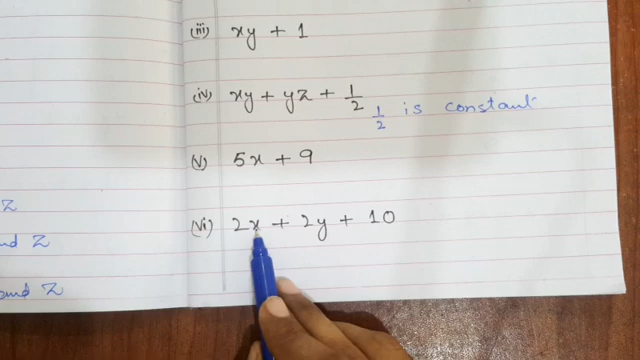 (iii) xy + 1
(iv) xy + yz + 1/2
1/2 is constant
(v) 5x + 9
z
(vi) 2x + 2y + 10
nd z
ound z